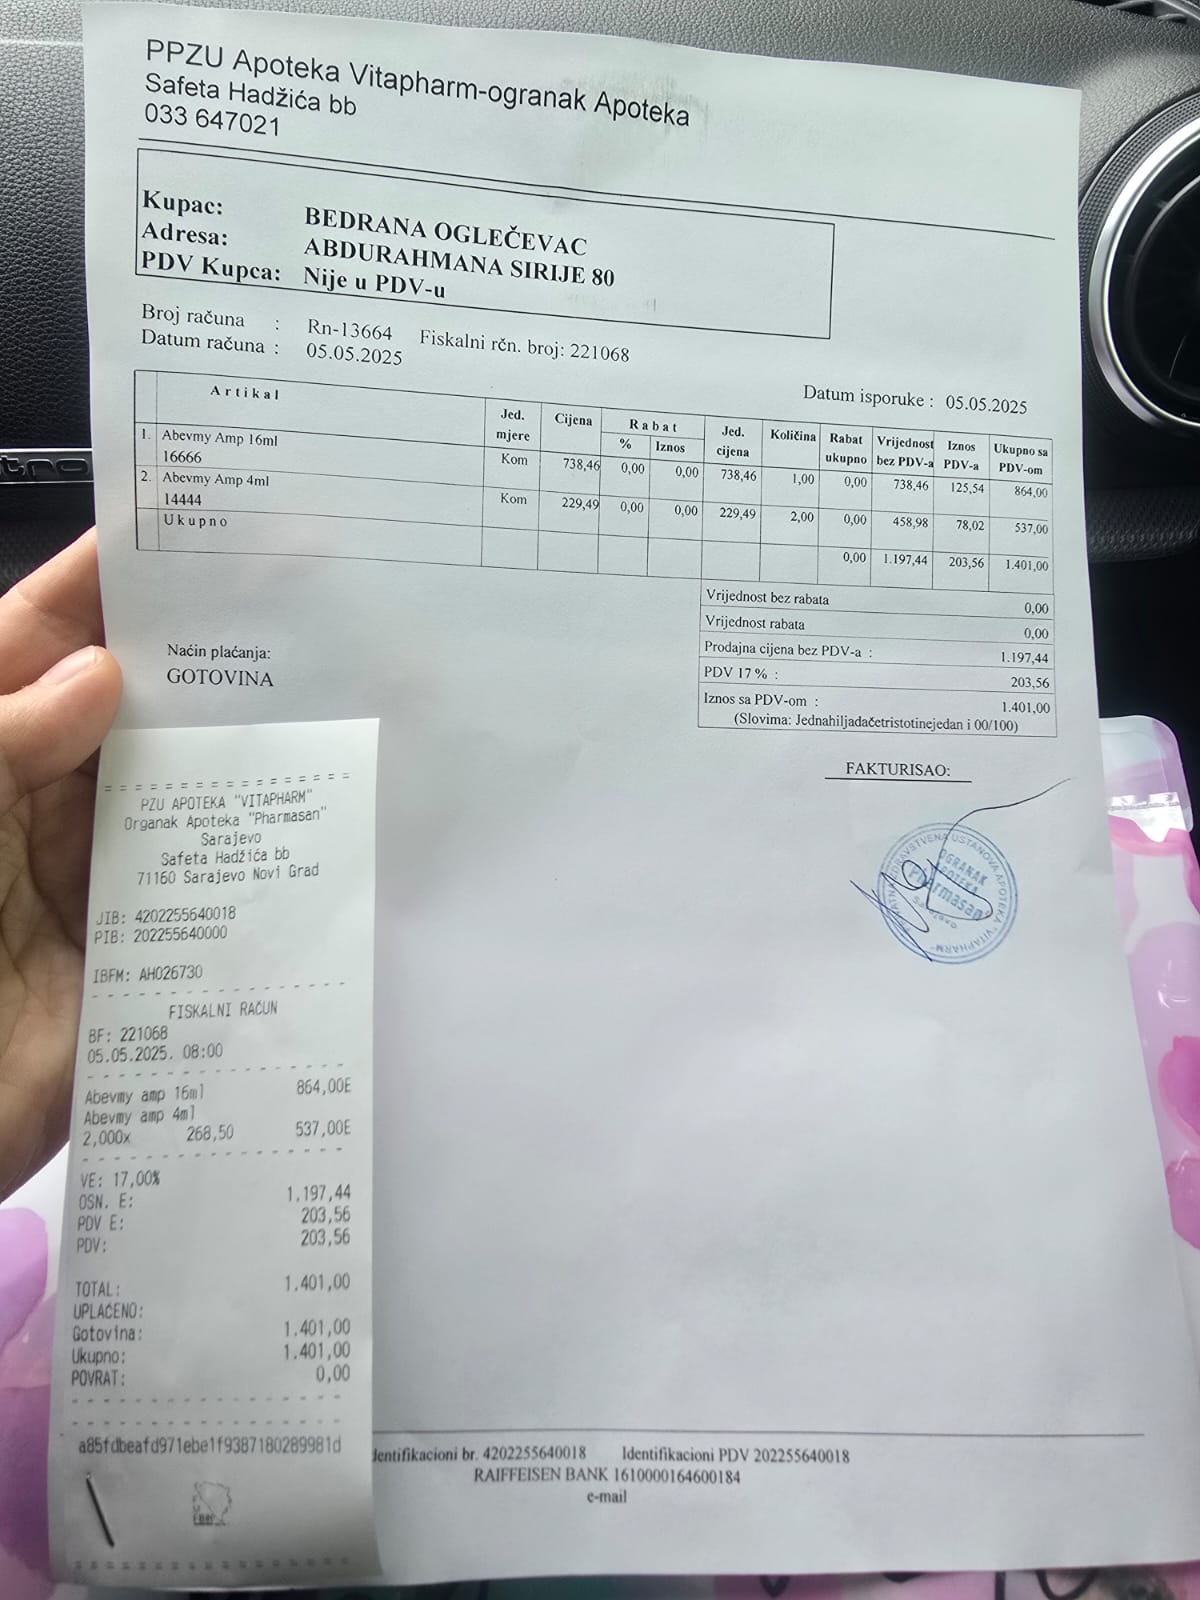 PPZU Apoteka Vitapharm-ogranak Apoteka
Safeta Hadžića bb
033 647021
Kupac: BEDRANA OGLEČEVAC
Adresa: ABDURAHMANA SIRIJE 80
PDV Kupca: Nije u PDV-u
Broj računa : Rn-13664 Fiskalni rčn. broj: 221068
Datum računa : 05.05.2025
Datum isporuke : 05.05.2025
Artikal Jed. mjere Cijena Rabat % Iznos Jed. cijena Količina Rabat ukupno Vrijednost bez PDV-a Iznos PDV-a Ukupno sa PDV-om
1. Abevmy Amp 16ml Kom 738,46 0,00 0,00 738,46 1,00 0,00 738,46 125,54 864,00
16666
2. Abevmy Amp 4ml Kom 229,49 0,00 0,00 229,49 2,00 0,00 458,98 78,02 537,00
14444
Ukupno 0,00 1.197,44 203,56 1.401,00
Vrijednost bez rabata 0,00
Vrijednost rabata 0,00
Prodajna cijena bez PDV-a : 1.197,44
PDV 17 % : 203,56
Iznos sa PDV-om : 1.401,00
(Slovima: Jednahiljadačetristotinejedan i 00/100)
Naćin plaćanja:
GOTOVINA
FAKTURISAO:
OGRANAK
APOTEKA
Pharmasan
Sarajevo
= = = = = = = = = = = = = = =
PZU APOTEKA "VITAPHARM"
Organak Apoteka "Pharmasan"
Sarajevo
Safeta Hadžića bb
71160 Sarajevo Novi Grad
JIB: 4202255640018
PIB: 202255640000
IBFM: AH026730
FISKALNI RAČUN
BF: 221068
05.05.2025. 08:00
Abevmy amp 16ml 864,00E
Abevmy amp 4ml
2,000x 268,50 537,00E
VE: 17,00%
OSN. E: 1.197,44
PDV E: 203,56
PDV: 203,56
TOTAL: 1.401,00
UPLAĆENO:
Gotovina: 1.401,00
Ukupno: 1.401,00
POVRAT: 0,00
a85fdbeafd971ebe1f9387180289981d
dentifikacioni br. 4202255640018 Identifikacioni PDV 202255640018
RAIFFEISEN BANK 1610000164600184
e-mail